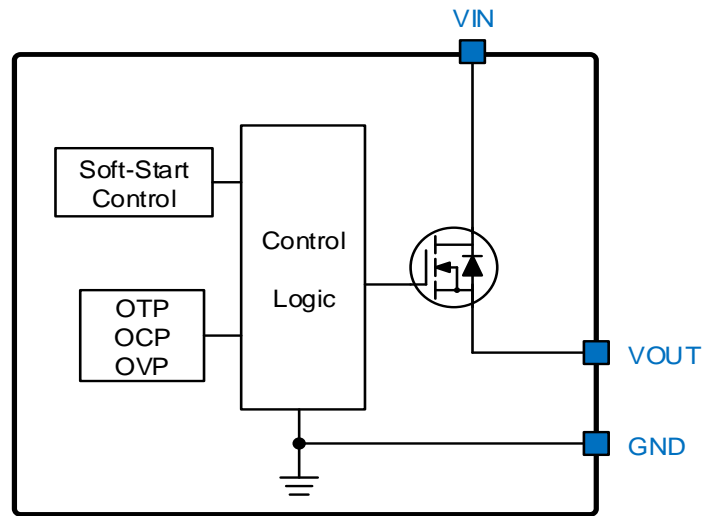 VIN
Soft-Start
Control
Control
Logic
OTP
OCP
OVP
VOUT
GND